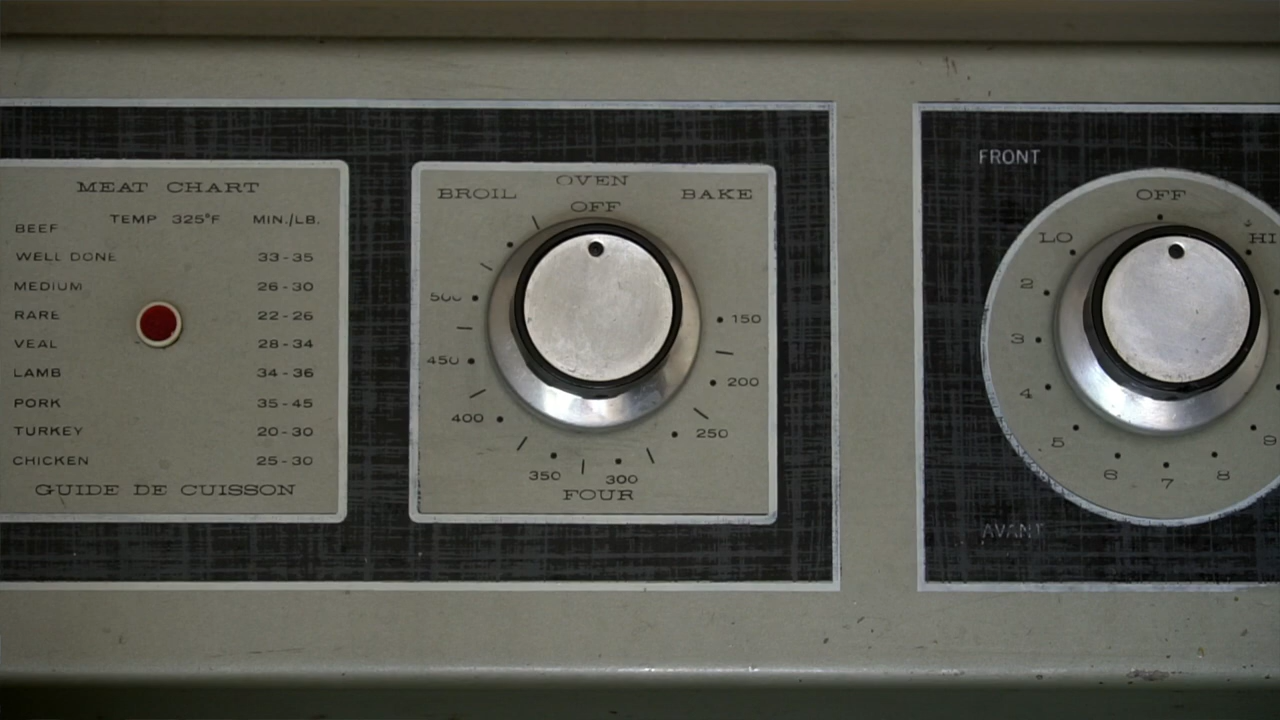 MEAT CHART
TEMP 325°F MIN./LB.
BEEF
WELL DONE 33-35
MEDIUM 26-30
RARE 22-26
VEAL 28-34
LAMB 34-36
PORK 35-45
TURKEY 20-30
CHICKEN 25-30
GUIDE DE CUISSON
OVEN
BROIL BAKE
OFF
500
150
450
200
400
250
350
300
FOUR
FRONT
OFF
LO HI
2
3
4
5
9
6
8
7
AVANT